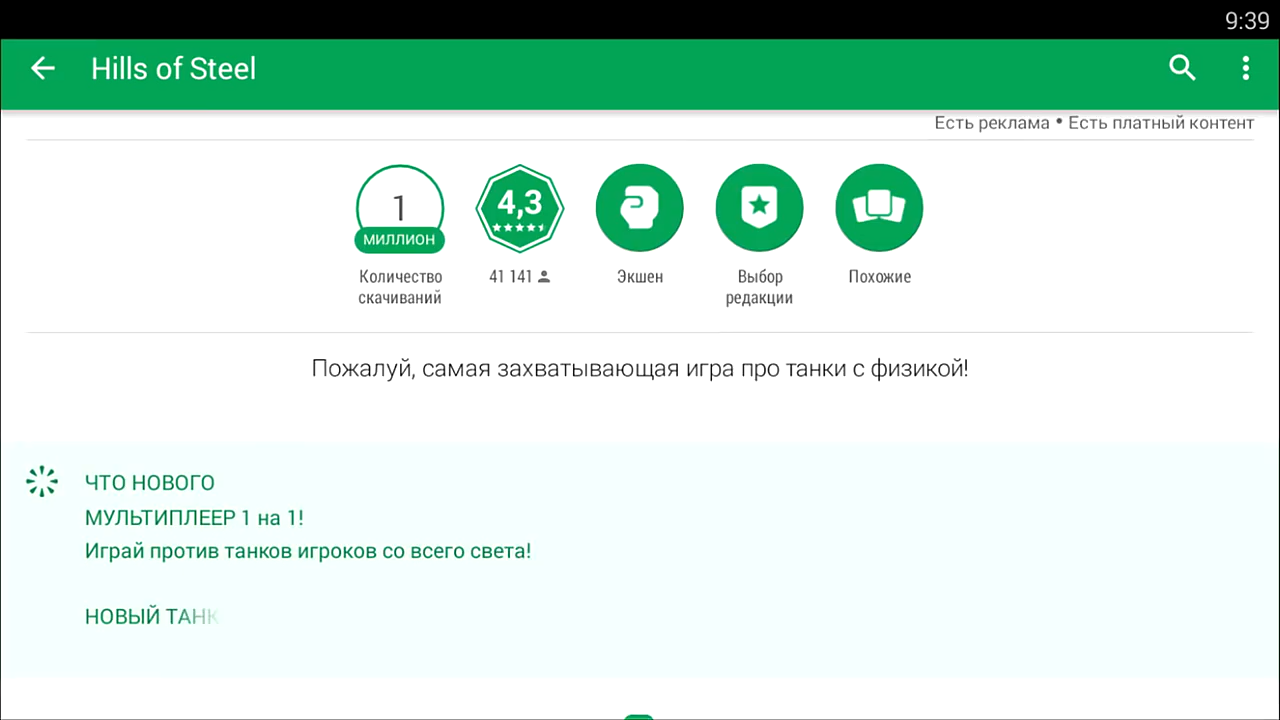 9:39
Hills of Steel
Есть реклама • Есть платный контент
1
МИЛЛИОН
4,3
Количество
скачиваний
41 141
Экшен
Выбор
редакции
Похожие
Пожалуй, самая захватывающая игра про танки с физикой!
ЧТО НОВОГО
МУЛЬТИПЛЕЕР 1 на 1!
Играй против танков игроков со всего света!
НОВЫЙ ТАНК